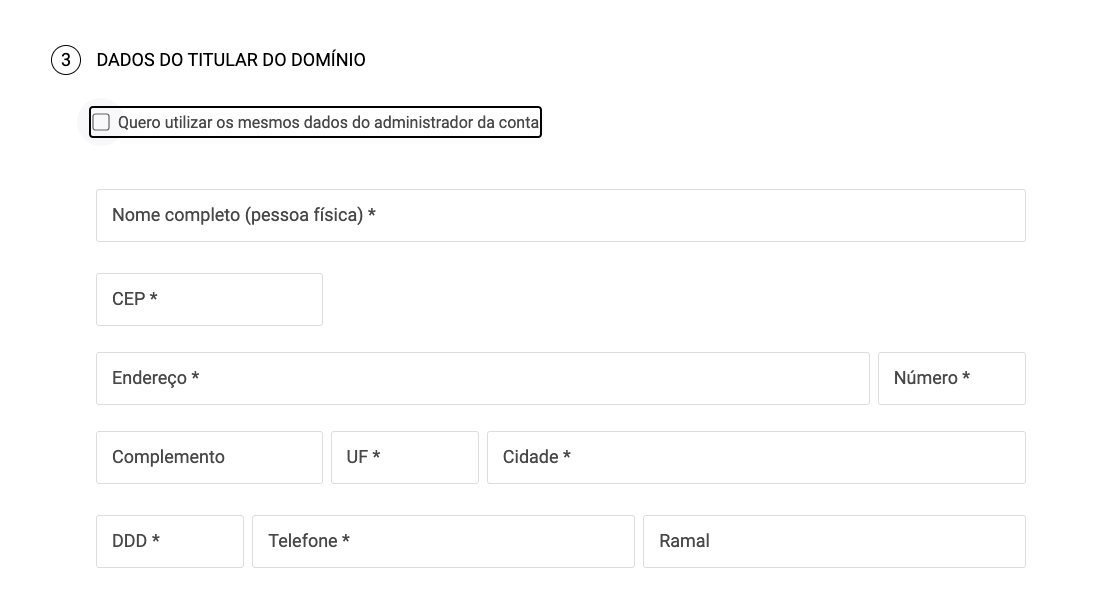 3 DADOS DO TITULAR DO DOMÍNIO
Quero utilizar os mesmos dados do administrador da conta
Nome completo (pessoa física) *
CEP *
Endereço * Número *
Complemento UF * Cidade *
DDD * Telefone * Ramal